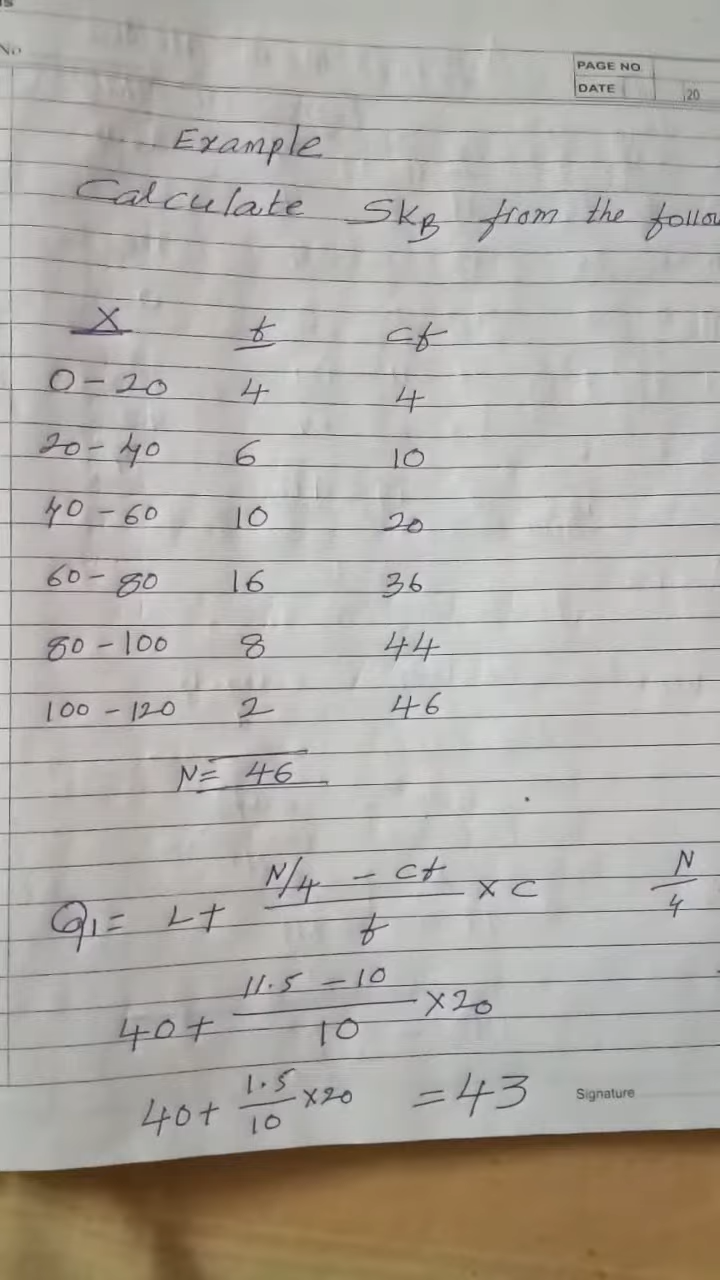 No
PAGE NO.
DATE 20
Example
Calculate SKB from the
X f cf
0-20 4 4
20-40 6 10
40-60 10 20
60-80 16 36
80-100 8 44
100-120 2 46
N= 46
Q1= L+ N/4 - cf / f × C N/4
40+ 11.5-10 / 10 ×20
40+ 1.5/10 ×20 =43
Signature